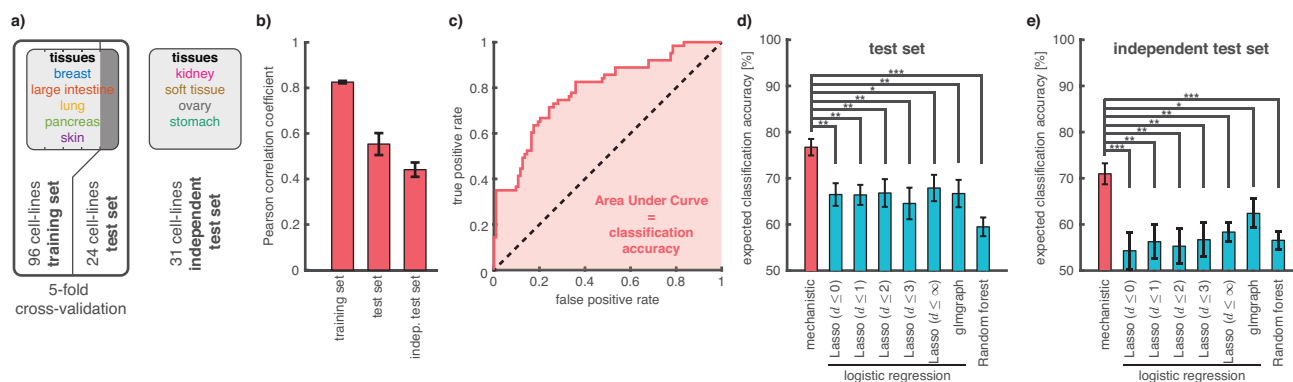 a)
tissues
breast
large intestine
lung
pancreas
skin
tissues
kidney
soft tissue
ovary
stomach
96 cell-lines
training set
24 cell-lines
test set
31 cell-lines
independent
test set
5-fold
cross-validation
b)
Pearson correlation coefficient
1
0.8
0.6
0.4
0.2
0
training set
test set
indep. test set
c)
true positive rate
1
0.8
0.6
0.4
0.2
0
0
0.2
0.4
0.6
0.8
1
false positive rate
Area Under Curve
=
classification
accuracy
d)
test set
expected classification accuracy [%]
100
90
80
70
60
50
***
**
*
**
**
**
**
mechanistic
Lasso (d ≤ 0)
Lasso (d ≤ 1)
Lasso (d ≤ 2)
Lasso (d ≤ 3)
Lasso (d ≤ ∞)
glmgraph
Random forest
logistic regression
e)
independent test set
expected classification accuracy [%]
100
90
80
70
60
50
***
*
**
**
**
**
***
mechanistic
Lasso (d ≤ 0)
Lasso (d ≤ 1)
Lasso (d ≤ 2)
Lasso (d ≤ 3)
Lasso (d ≤ ∞)
glmgraph
Random forest
logistic regression